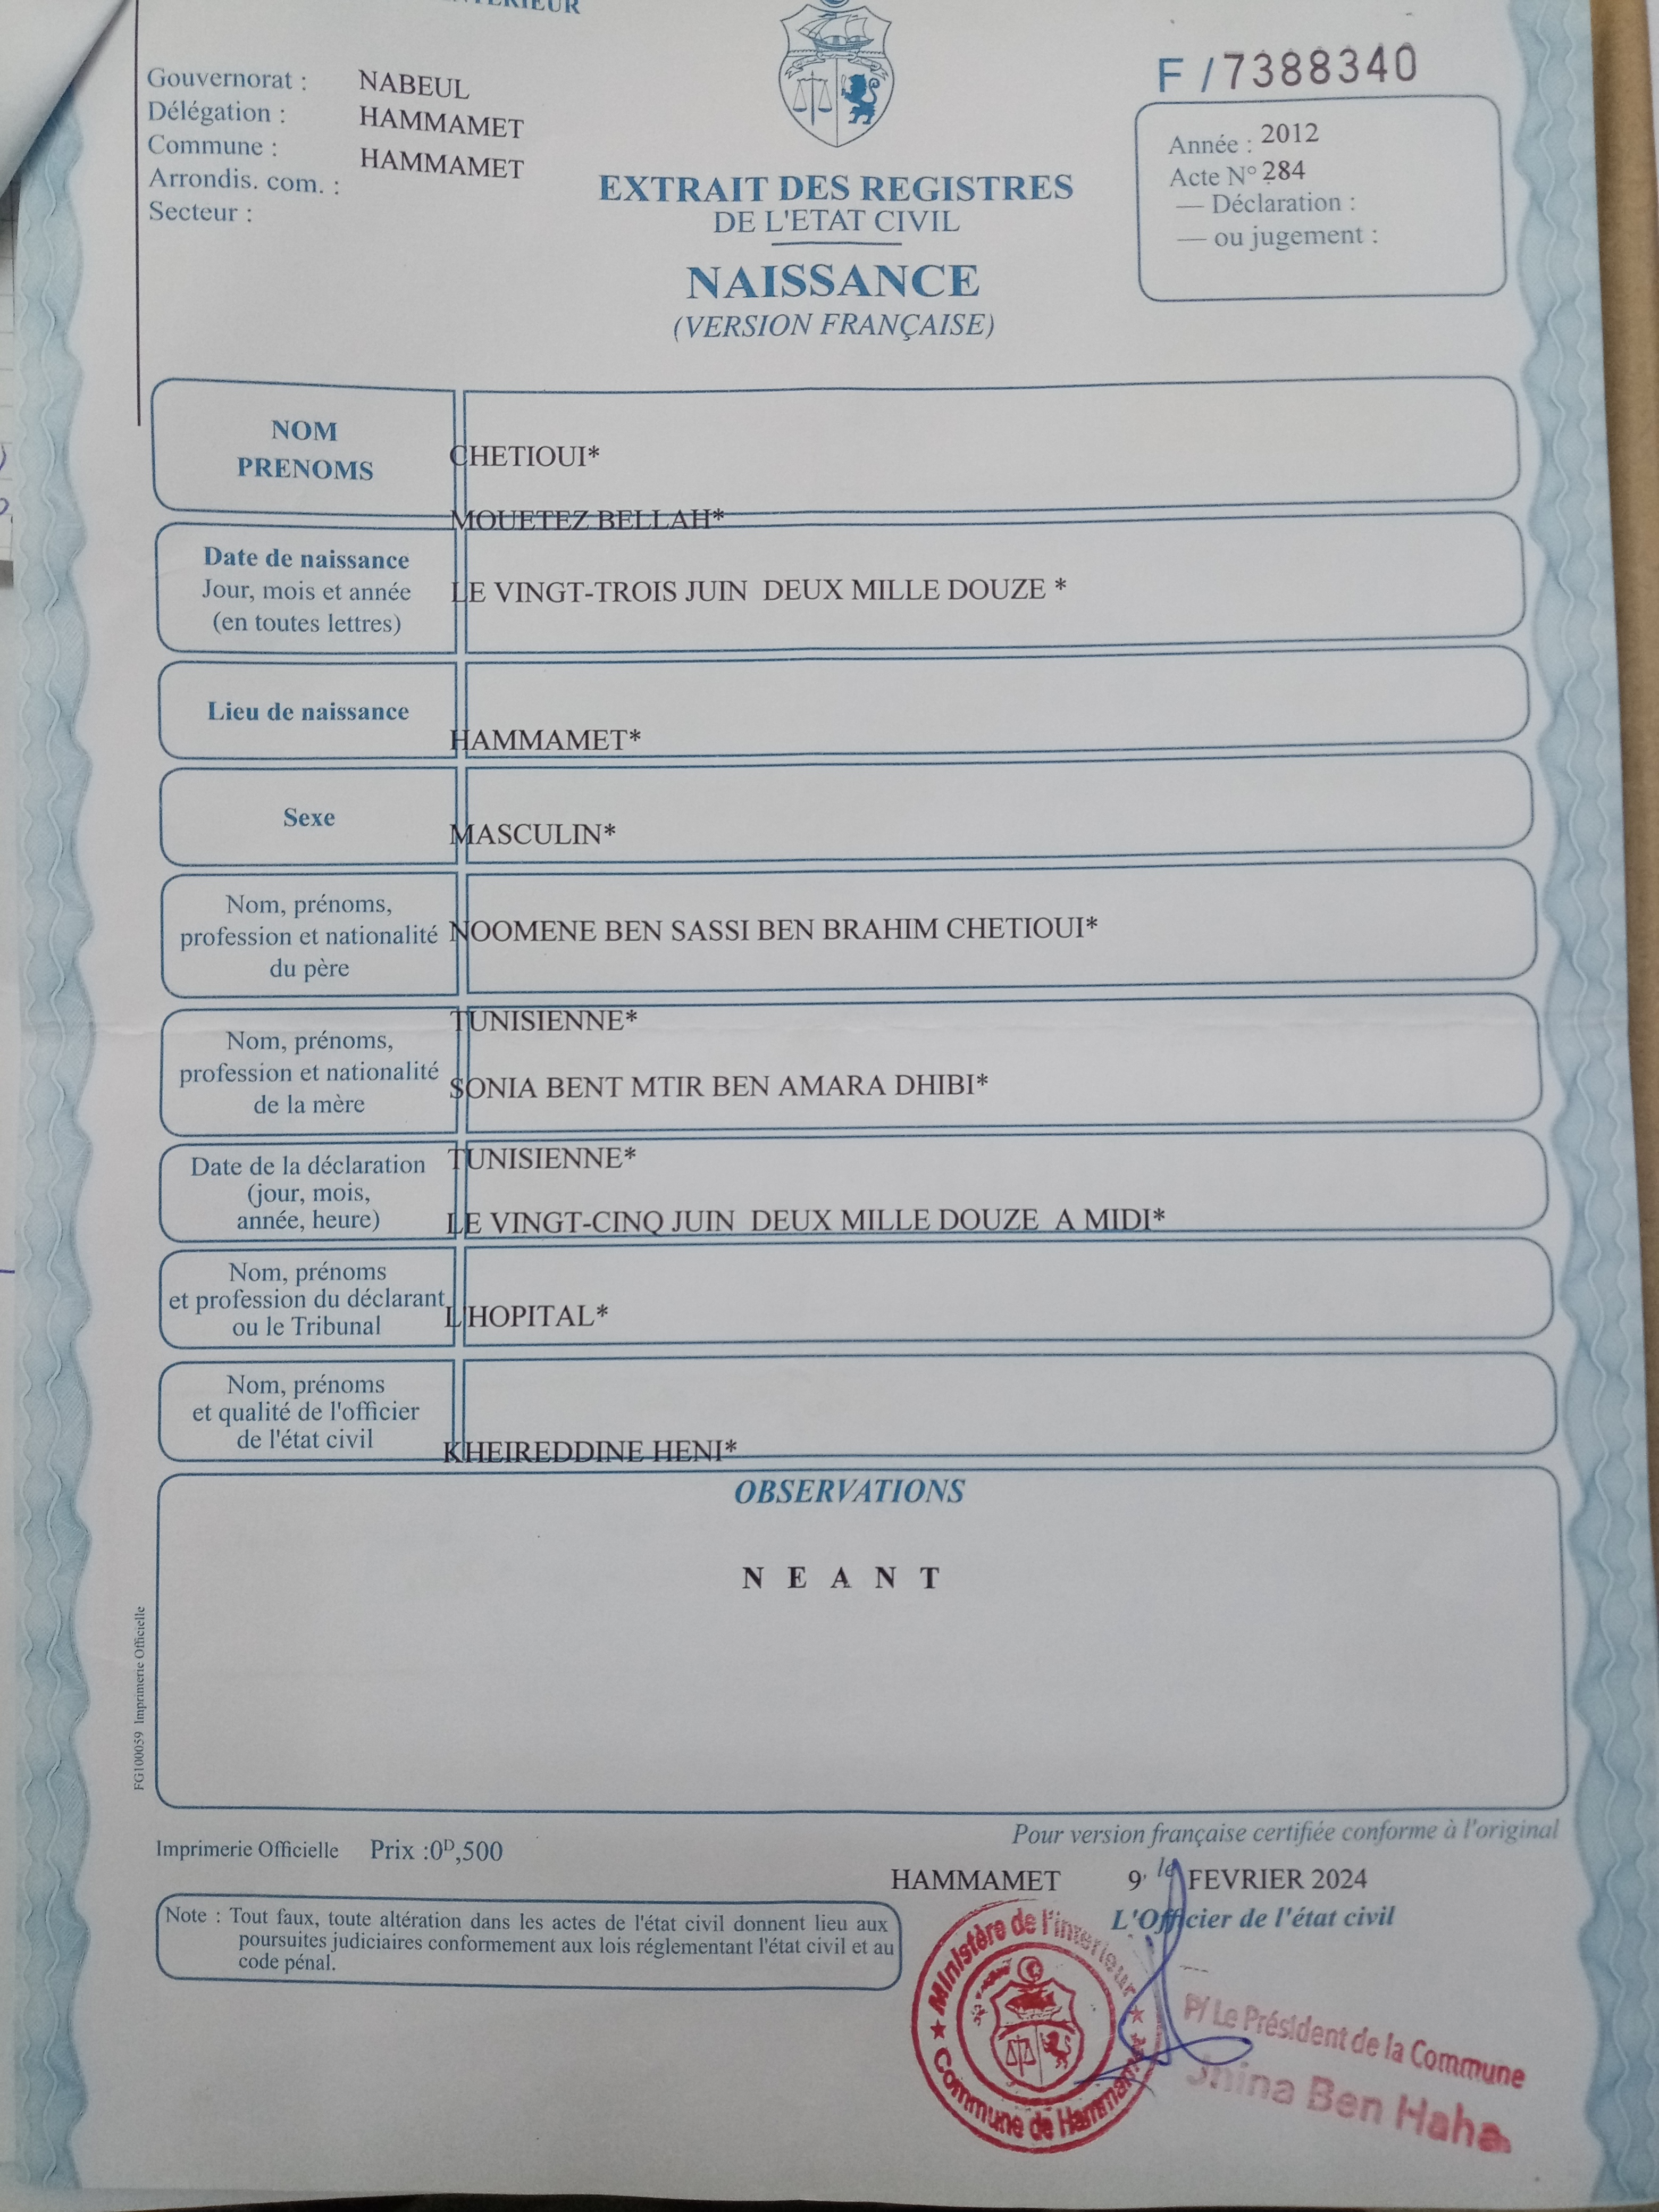 INTERIEUR
Gouvernorat : NABEUL
Délégation : HAMMAMET
Commune : HAMMAMET
Arrondis. com. :
Secteur :
F / 7388340
Année : 2012
Acte N° 284
— Déclaration :
— ou jugement :
EXTRAIT DES REGISTRES
DE L'ETAT CIVIL
NAISSANCE
(VERSION FRANÇAISE)
NOM
PRENOMS
CHETIOUI*
MOUETEZ BELLAH*
Date de naissance
Jour, mois et année
(en toutes lettres)
LE VINGT-TROIS JUIN DEUX MILLE DOUZE *
Lieu de naissance
HAMMAMET*
Sexe
MASCULIN*
Nom, prénoms,
profession et nationalité
du père
NOOMENE BEN SASSI BEN BRAHIM CHETIOUI*
TUNISIENNE*
Nom, prénoms,
profession et nationalité
de la mère
SONIA BENT MTIR BEN AMARA DHIBI*
TUNISIENNE*
Date de la déclaration
(jour, mois,
année, heure)
LE VINGT-CINQ JUIN DEUX MILLE DOUZE A MIDI*
Nom, prénoms
et profession du déclarant
ou le Tribunal
L'HOPITAL*
Nom, prénoms
et qualité de l'officier
de l'état civil
KHEIREDDINE HENI*
OBSERVATIONS
N E A N T
FG100059 Imprimerie Officielle
Imprimerie Officielle Prix :0D,500
Pour version française certifiée conforme à l'original
HAMMAMET 9, le FEVRIER 2024
L'Officier de l'état civil
Note : Tout faux, toute altération dans les actes de l'état civil donnent lieu aux
poursuites judiciaires conformement aux lois réglementant l'état civil et au
code pénal.
Ministère de l'interieur
Commune de Hammamet
P/ Le Président de la Commune
Ben Haha